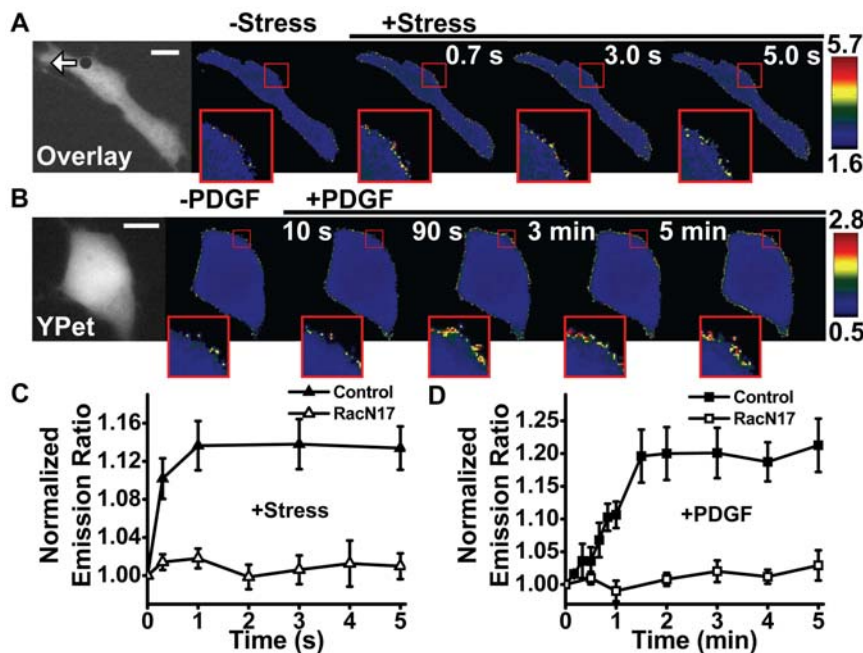 A
-Stress
+Stress
0.7 s
3.0 s
5.0 s
5.7
1.6
Overlay
B
-PDGF
+PDGF
10 s
90 s
3 min
5 min
2.8
0.5
YPet
C
Control
RacN17
Normalized
Emission Ratio
1.16
1.12
1.08
1.04
1.00
+Stress
0 1 2 3 4 5
Time (s)
D
Control
RacN17
Normalized
Emission Ratio
1.25
1.20
1.15
1.10
1.05
1.00
+PDGF
0 1 2 3 4 5
Time (min)